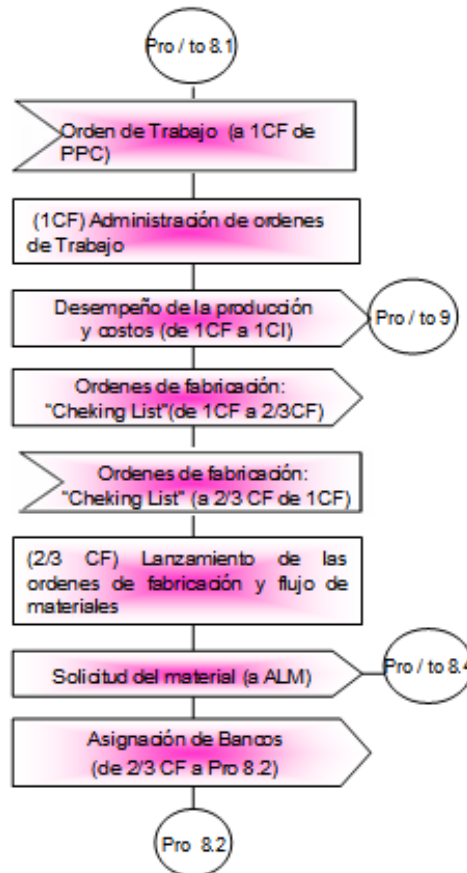 Pro / to 8.1
Orden de Trabajo (a 1CF de
PPC)
(1CF) Administración de ordenes
de Trabajo
Desempeño de la producción
y costos (de 1CF a 1CI)
Pro / to 9
Ordenes de fabricación:
“Cheking List”(de 1CF a 2/3CF)
Ordenes de fabricación:
“Cheking List” (a 2/3 CF de 1CF)
(2/3 CF) Lanzamiento de las
ordenes de fabricación y flujo de
materiales
Solicitud del material (a ALM)
Pro / to 8.4
Asignación de Bancos
(de 2/3 CF a Pro 8.2)
Pro 8.2